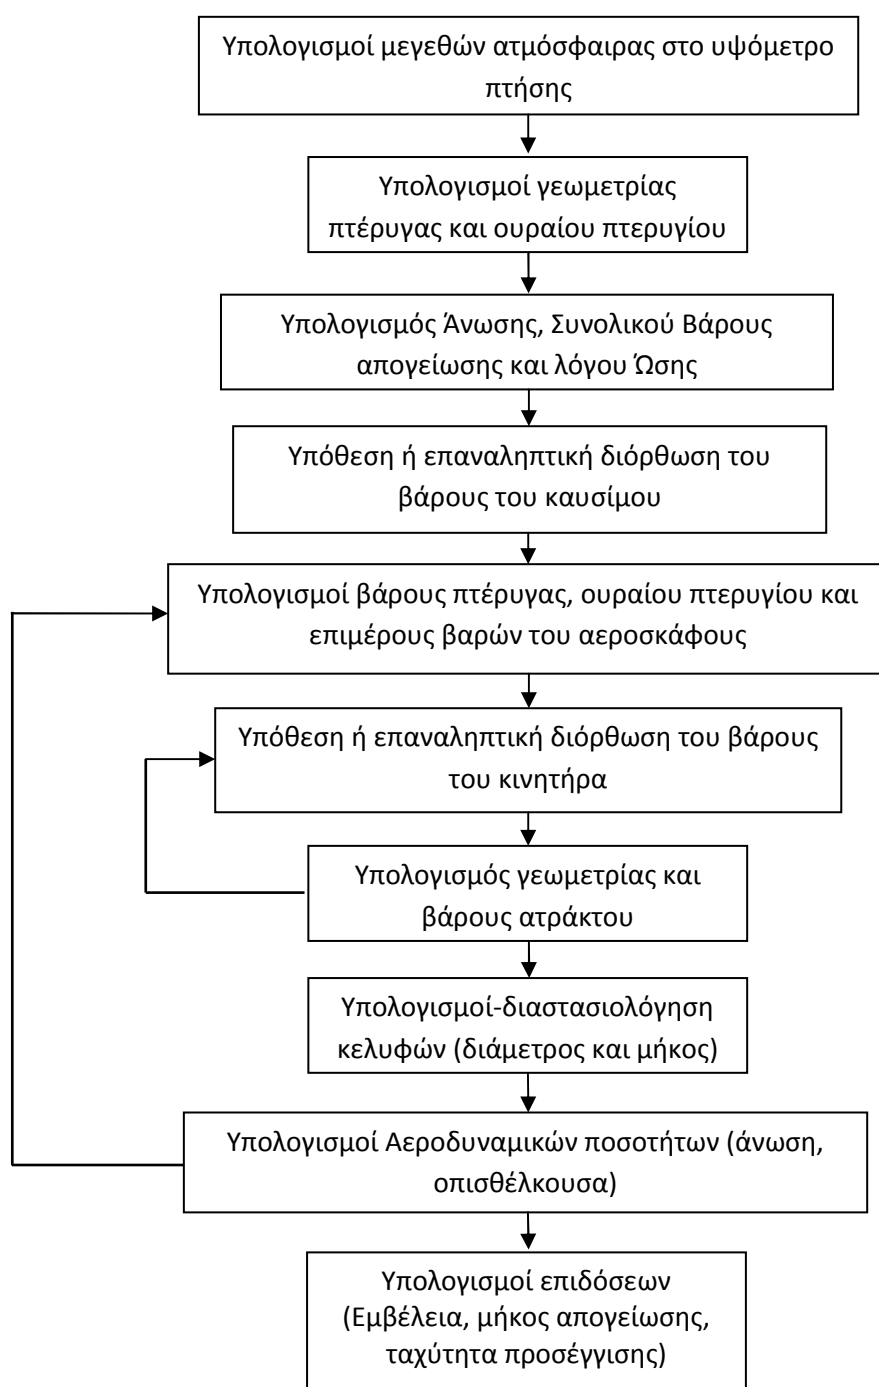 Υπολογισμοί μεγεθών ατμόσφαιρας στο υψόμετρο
πτήσης
Υπολογισμοί γεωμετρίας
πτέρυγας και ουραίου πτερυγίου
Υπολογισμός Άνωσης, Συνολικού Βάρους
απογείωσης και λόγου Ώσης
Υπόθεση ή επαναληπτική διόρθωση του
βάρους του καυσίμου
Υπολογισμοί βάρους πτέρυγας, ουραίου πτερυγίου και
επιμέρους βαρών του αεροσκάφους
Υπόθεση ή επαναληπτική διόρθωση του βάρους
του κινητήρα
Υπολογισμός γεωμετρίας και
βάρους ατράκτου
Υπολογισμοί-διαστασιολόγηση
κελυφών (διάμετρος και μήκος)
Υπολογισμοί Αεροδυναμικών ποσοτήτων (άνωση,
οπισθέλκουσα)
Υπολογισμοί επιδόσεων
(Εμβέλεια, μήκος απογείωσης,
ταχύτητα προσέγγισης)